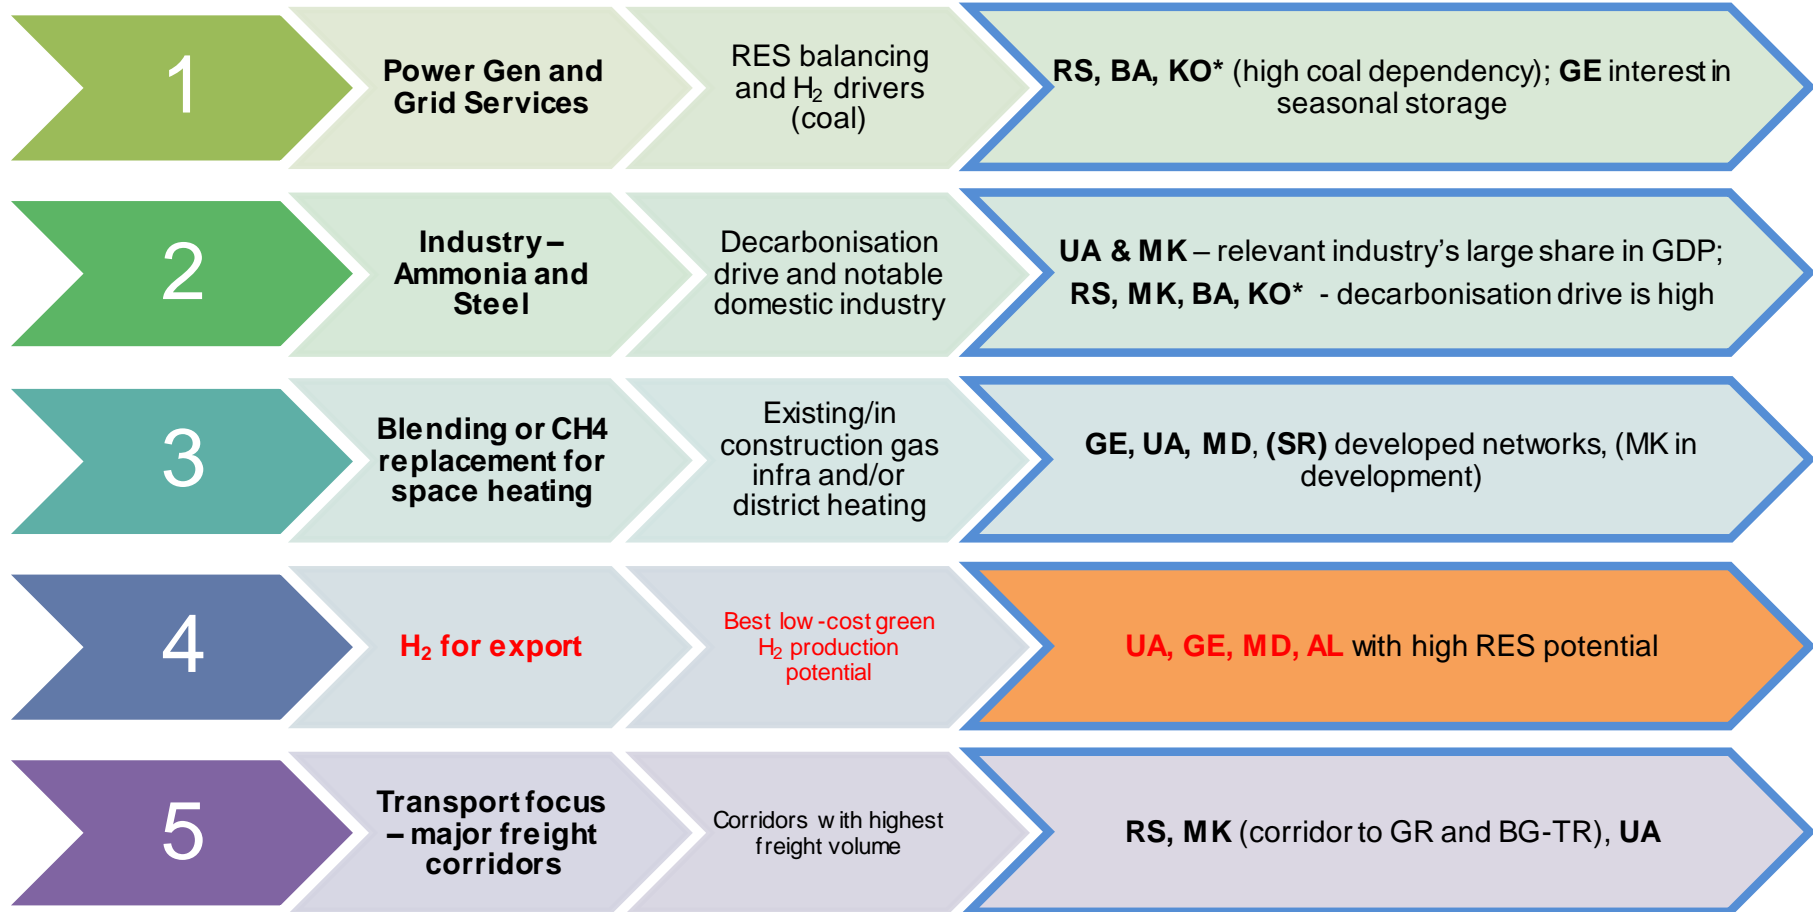 1
Power Gen and
Grid Services
RES balancing
and H₂ drivers
(coal)
RS, BA, KO* (high coal dependency); GE interest in
seasonal storage
2
Industry –
Ammonia and
Steel
Decarbonisation
drive and notable
domestic industry
UA & MK – relevant industry's large share in GDP;
RS, MK, BA, KO* - decarbonisation drive is high
3
Blending or CH4
replacement for
space heating
Existing/in
construction gas
infra and/or
district heating
GE, UA, MD, (SR) developed networks, (MK in
development)
4
H₂ for export
Best low-cost green
H₂ production
potential
UA, GE, MD, AL with high RES potential
5
Transport focus
– major freight
corridors
Corridors with highest
freight volume
RS, MK (corridor to GR and BG-TR), UA